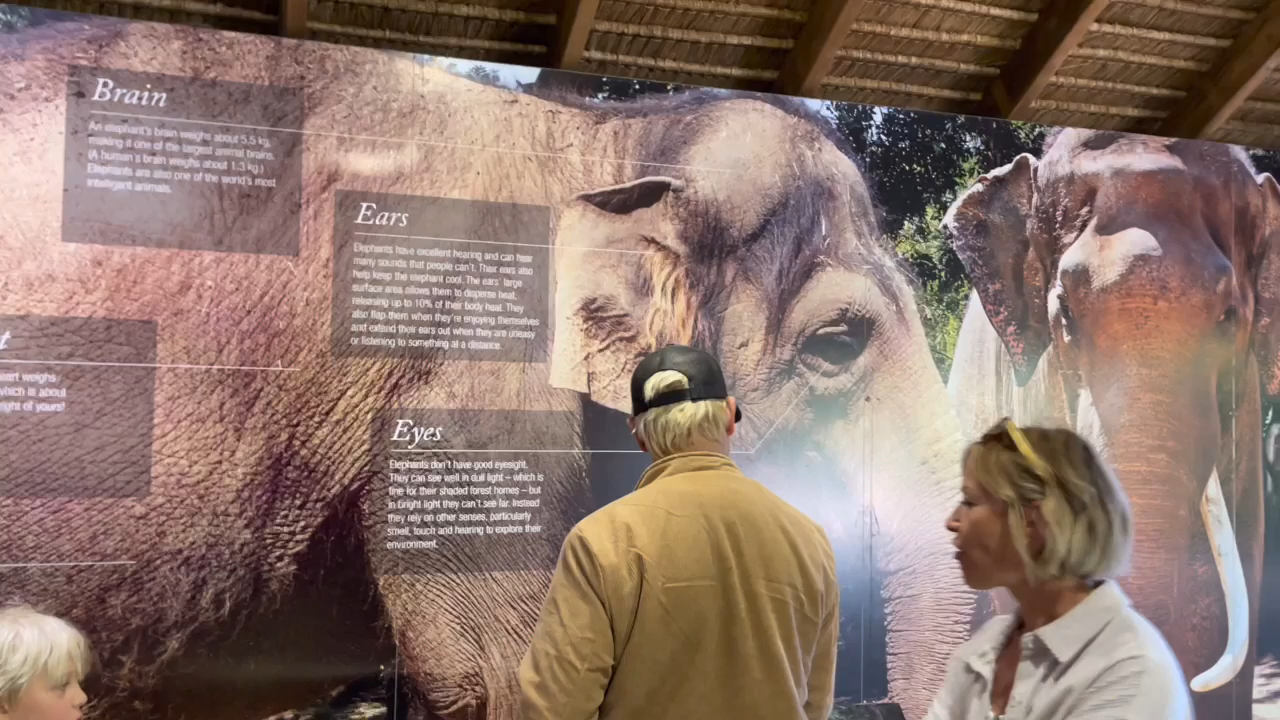 Brain
An elephant's brain weighs about 5.5 kg,
making it one of the largest animal brains.
(A human's brain weighs about 1.3 kg.)
Elephants are also one of the world's most
intelligent animals.
Ears
Elephants have excellent hearing and can hear
many sounds that people can't. Their ears also
help keep the elephant cool. The ears' large
surface area allows them to disperse heat,
releasing up to 10% of their body heat. They
also flap them when they're enjoying themselves
and extend their ears out when they are uneasy
or listening to something at a distance.
t
eart weighs
which is about
ight of yours!
Eyes
Elephants don't have good eyesight.
They can see well in dull light – which is
fine for their shaded forest homes – but
in bright light they can't see far. Instead
they rely on other senses, particularly
smell, touch and hearing to explore their
environment.